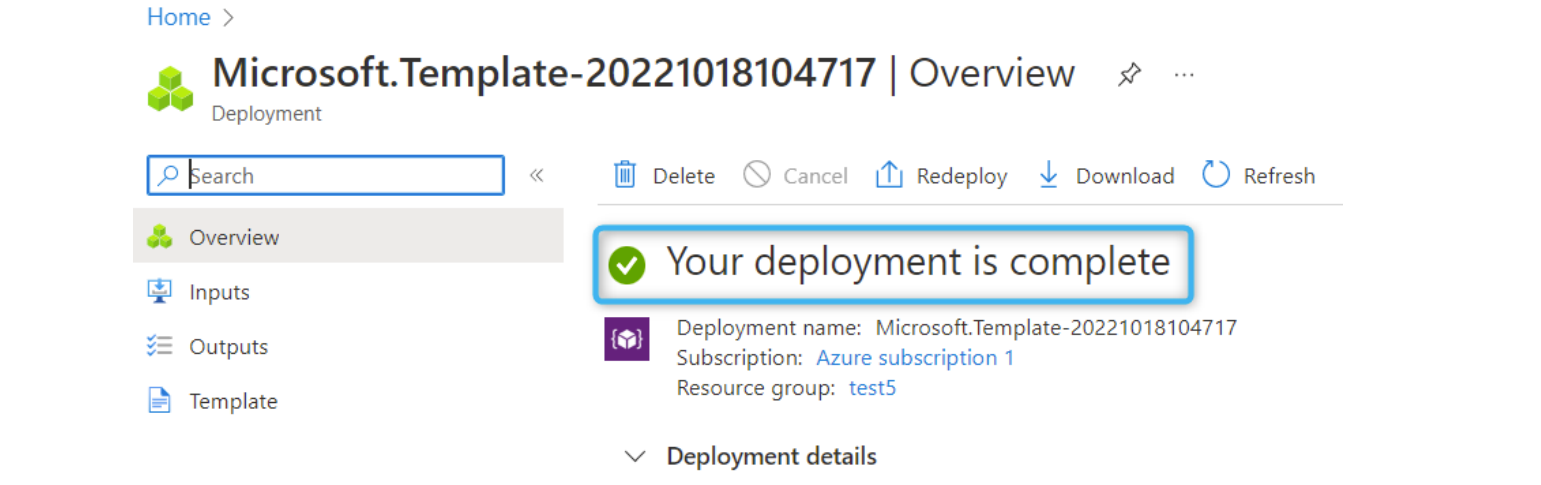 Home >
Microsoft.Template-20221018104717 | Overview ...
Deployment
Search «
Delete Cancel Redeploy Download Refresh
Overview
Inputs
Outputs
Template
Your deployment is complete
Deployment name: Microsoft.Template-20221018104717
Subscription: Azure subscription 1
Resource group: test5
Deployment details